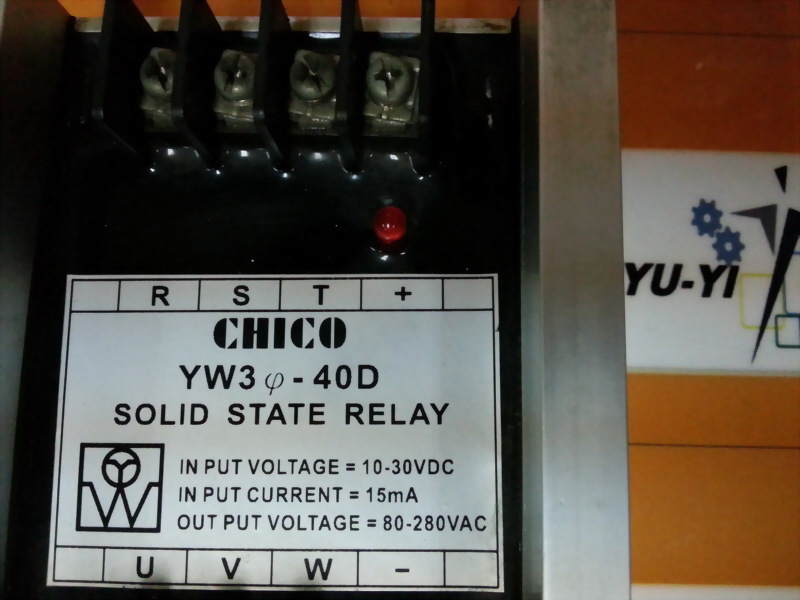 R S T +
CHICO
YW3φ-40D
SOLID STATE RELAY
IN PUT VOLTAGE = 10-30VDC
IN PUT CURRENT = 15mA
OUT PUT VOLTAGE = 80-280VAC
U V W −
YU-YI